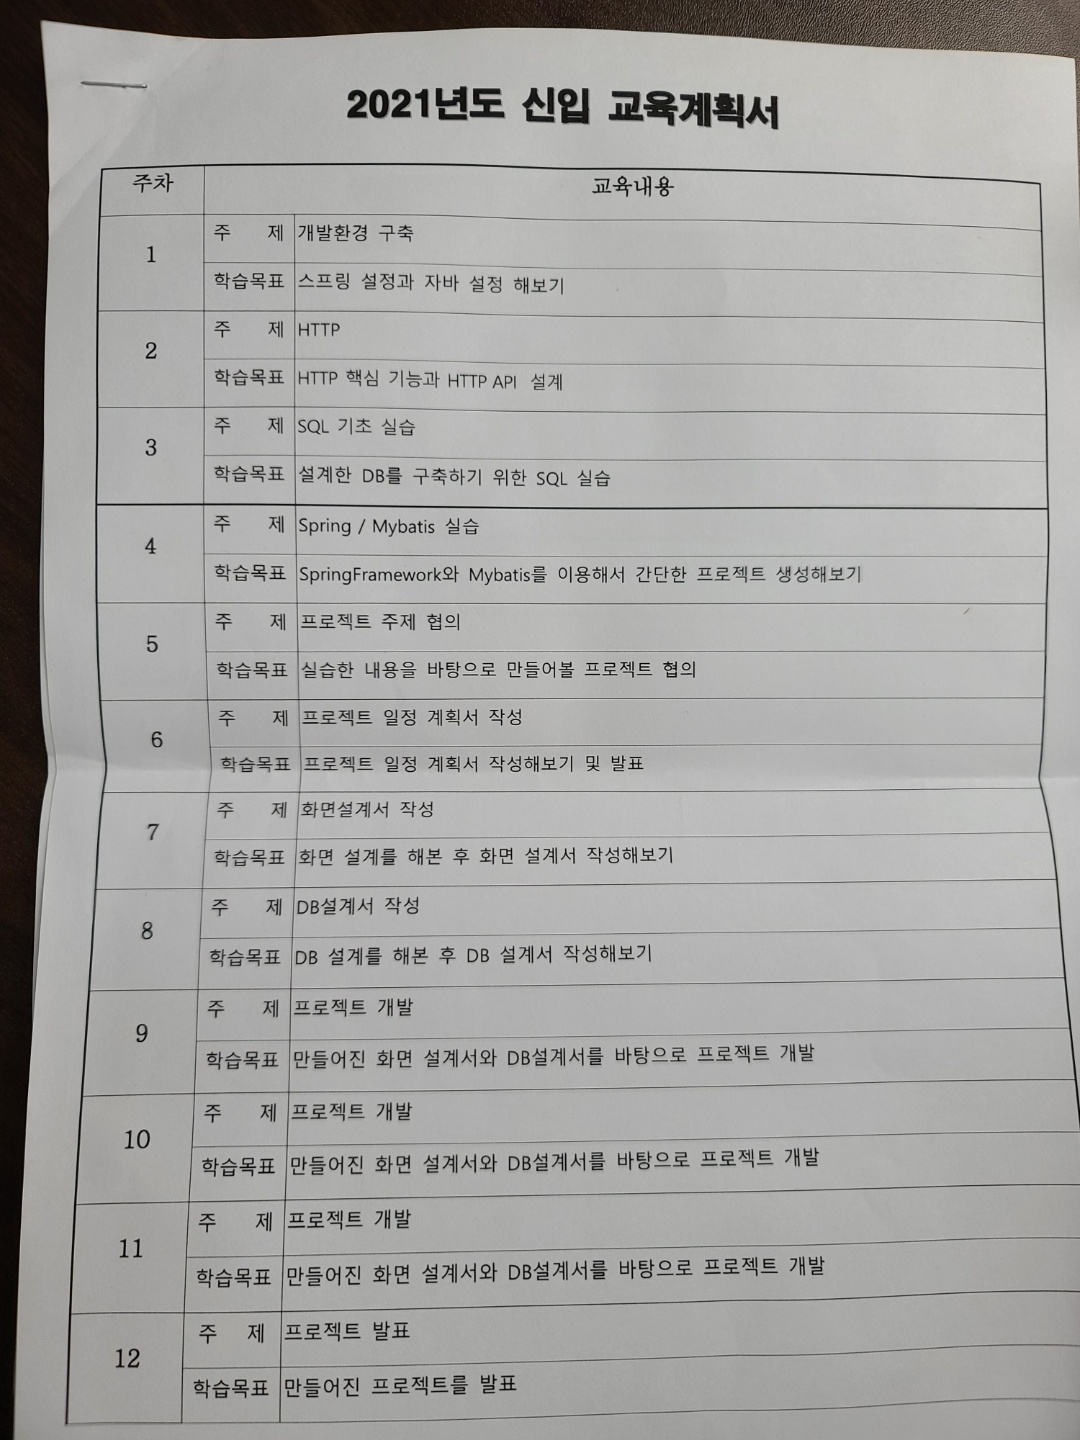 2021년도 신입 교육계획서
주차 교육내용
1 주 제 개발환경 구축
학습목표 스프링 설정과 자바 설정 해보기
2 주 제 HTTP
학습목표 HTTP 핵심 기능과 HTTP API 설계
3 주 제 SQL 기초 실습
학습목표 설계한 DB를 구축하기 위한 SQL 실습
4 주 제 Spring / Mybatis 실습
학습목표 SpringFramework와 Mybatis를 이용해서 간단한 프로젝트 생성해보기
5 주 제 프로젝트 주제 협의
학습목표 실습한 내용을 바탕으로 만들어볼 프로젝트 협의
6 주 제 프로젝트 일정 계획서 작성
학습목표 프로젝트 일정 계획서 작성해보기 및 발표
7 주 제 화면설계서 작성
학습목표 화면 설계를 해본 후 화면 설계서 작성해보기
8 주 제 DB설계서 작성
학습목표 DB 설계를 해본 후 DB 설계서 작성해보기
9 주 제 프로젝트 개발
학습목표 만들어진 화면 설계서와 DB설계서를 바탕으로 프로젝트 개발
10 주 제 프로젝트 개발
학습목표 만들어진 화면 설계서와 DB설계서를 바탕으로 프로젝트 개발
11 주 제 프로젝트 개발
학습목표 만들어진 화면 설계서와 DB설계서를 바탕으로 프로젝트 개발
12 주 제 프로젝트 발표
학습목표 만들어진 프로젝트를 발표